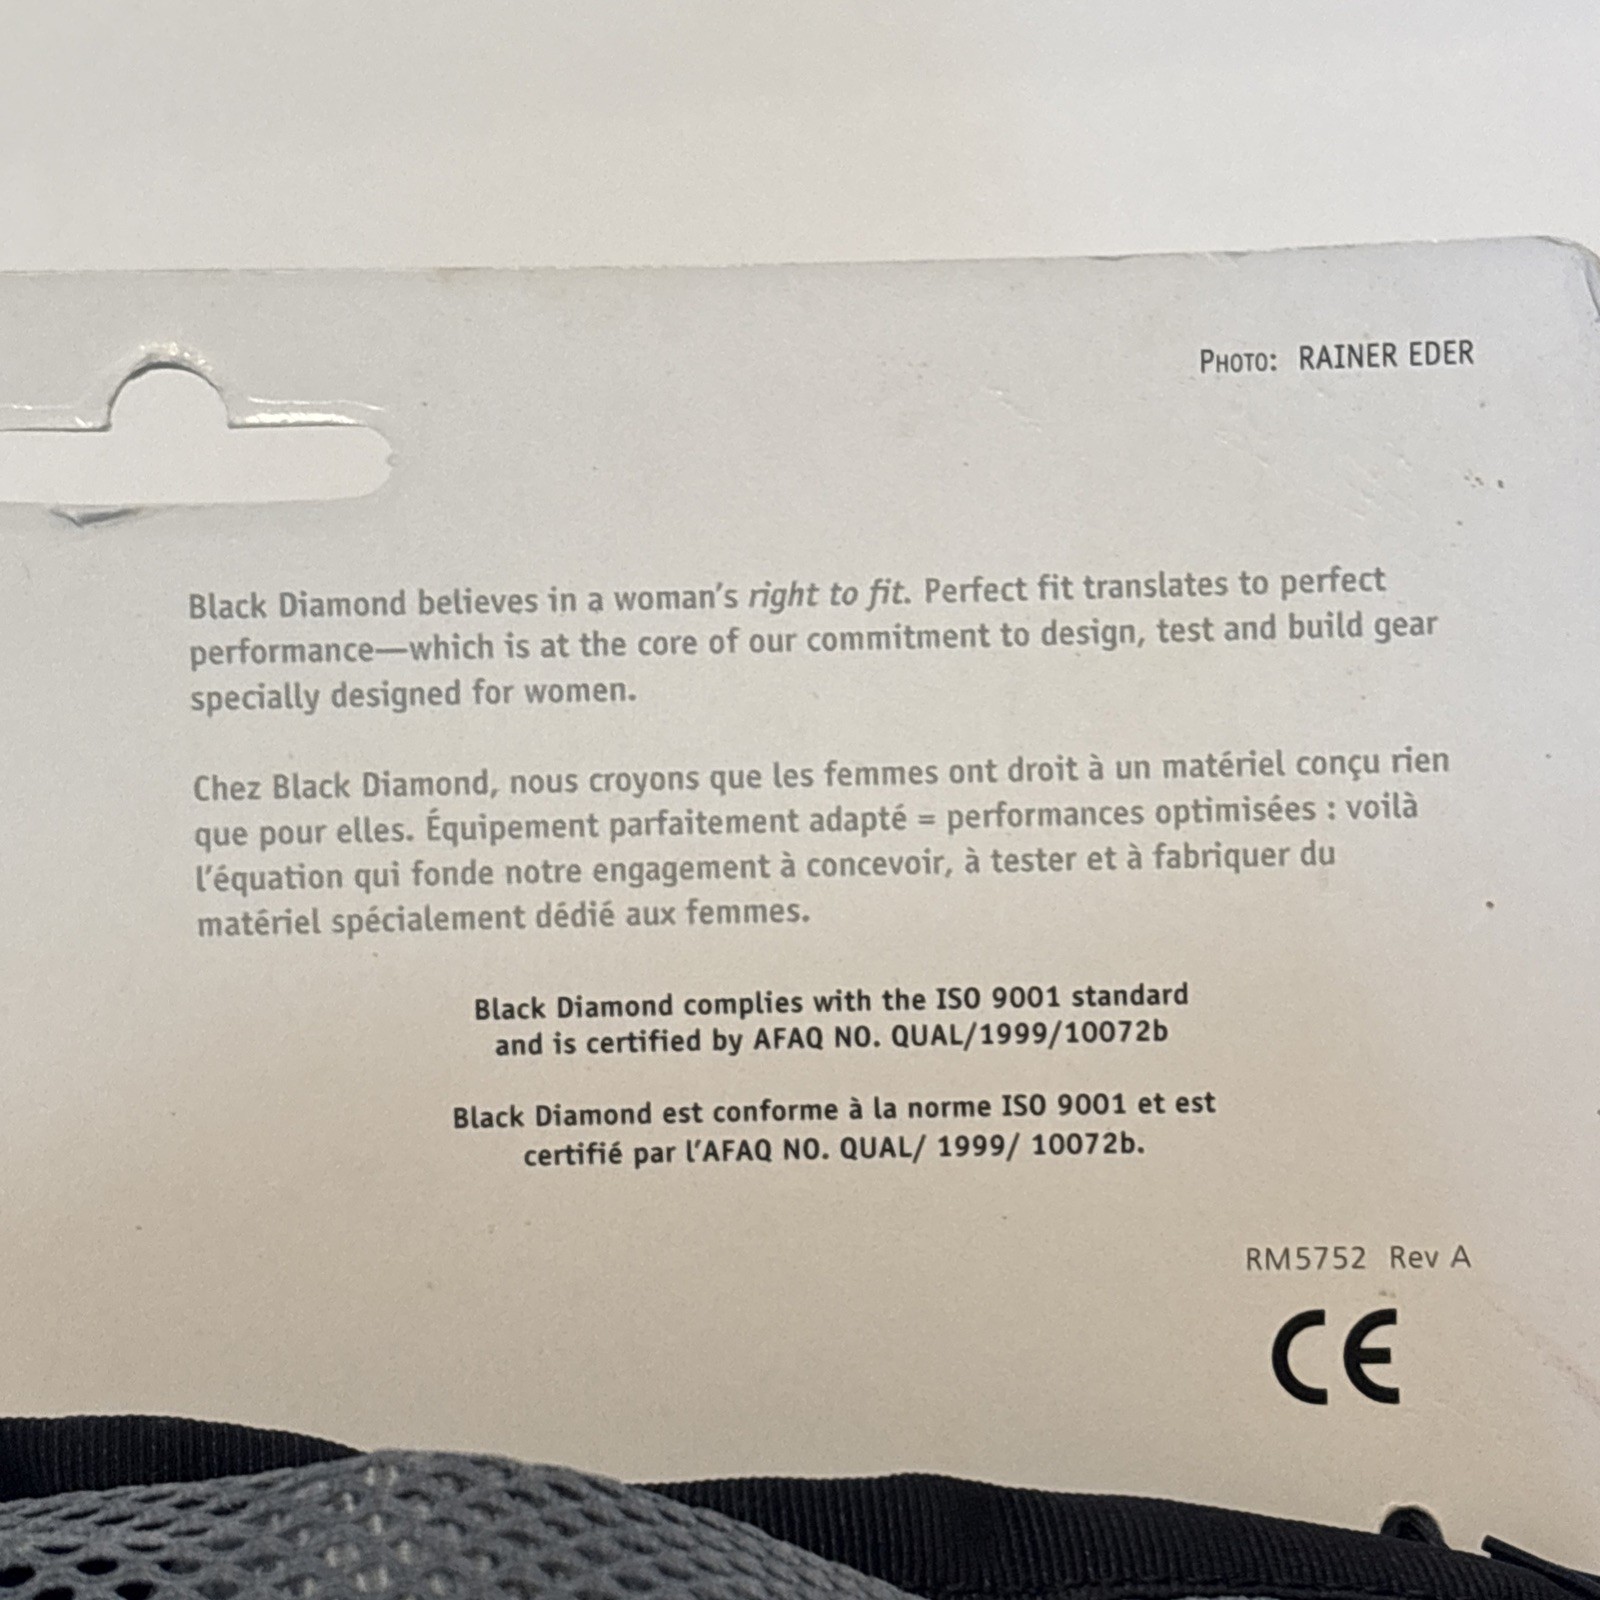 PHOTO: RAINER EDER
Black Diamond believes in a woman's right to fit. Perfect fit translates to perfect
performance—which is at the core of our commitment to design, test and build gear
specially designed for women.
Chez Black Diamond, nous croyons que les femmes ont droit à un matériel conçu rien
que pour elles. Équipement parfaitement adapté = performances optimisées : voilà
l'équation qui fonde notre engagement à concevoir, à tester et à fabriquer du
matériel spécialement dédié aux femmes.
Black Diamond complies with the ISO 9001 standard
and is certified by AFAQ NO. QUAL/1999/10072b
Black Diamond est conforme à la norme ISO 9001 et est
certifié par l'AFAQ NO. QUAL/ 1999/ 10072b.
RM5752 Rev A
CE